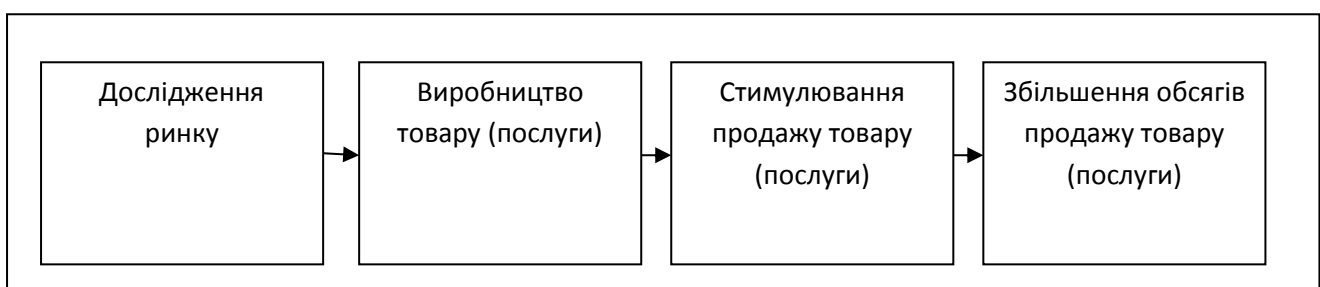 Дослідження
ринку
Виробництво
товару (послуги)
Стимулювання
продажу товару
(послуги)
Збільшення обсягів
продажу товару
(послуги)